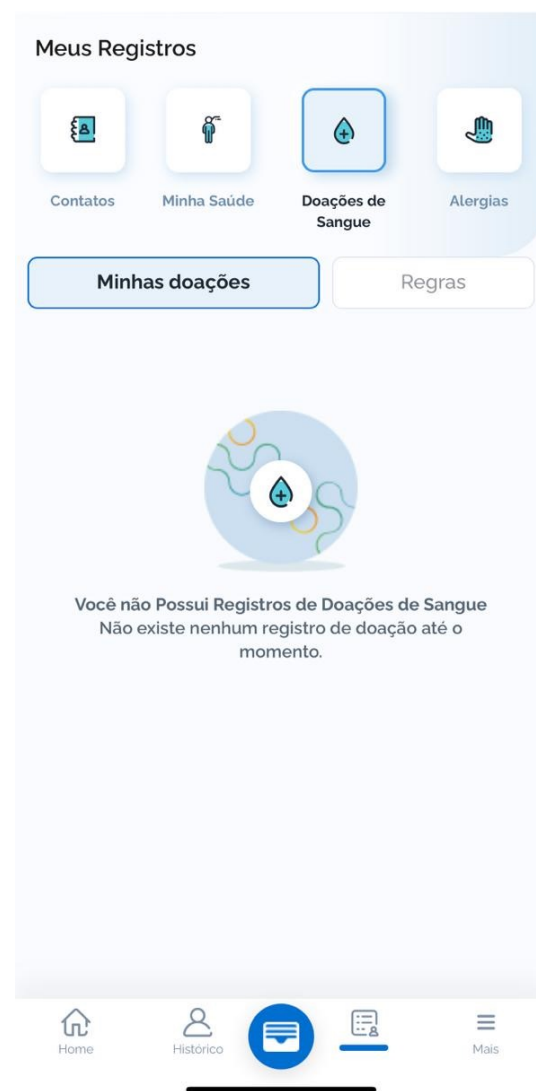 Meus Registros
Contatos
Minha Saúde
Doações de
Sangue
Alergias
Minhas doações
Regras
Você não Possui Registros de Doações de Sangue
Não existe nenhum registro de doação até o
momento.
Home
Histórico
Mais